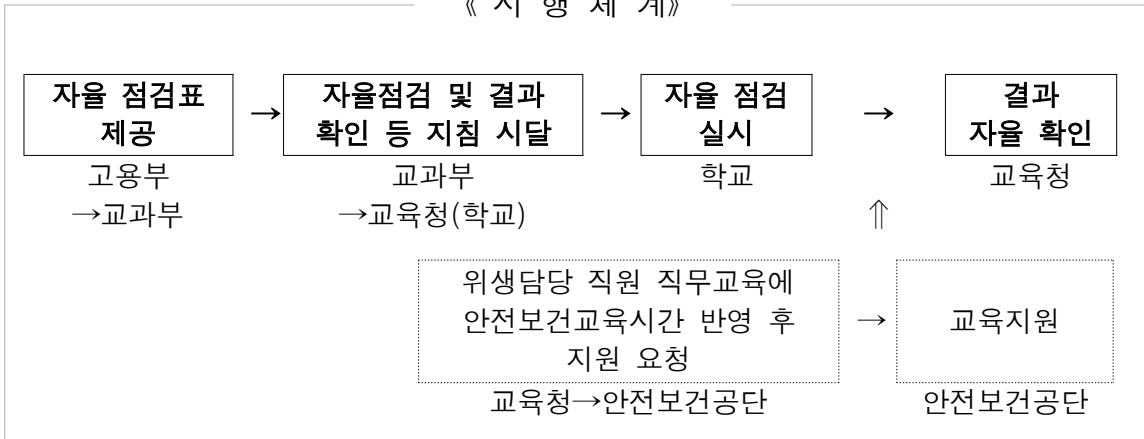 《 시 행 체 계》
자율 점검표 → 자율점검 및 결과 → 자율 점검 → 결과
제공 확인 등 지침 시달 실시 자율 확인
고용부 교과부 학교 교육청
→교과부 →교육청(학교) ⇑
위생담당 직원 직무교육에
안전보건교육시간 반영 후 → 교육지원
지원 요청
교육청→안전보건공단 안전보건공단